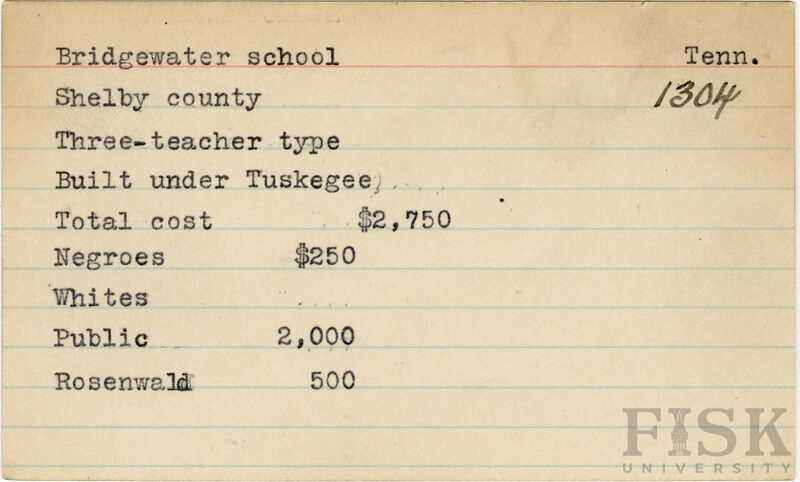 Bridgewater school Tenn.
Shelby county 1304
Three-teacher type
Built under Tuskegee
Total cost $2,750
Negroes $250
Whites
Public 2,000
Rosenwald 500
FISK
UNIVERSITY